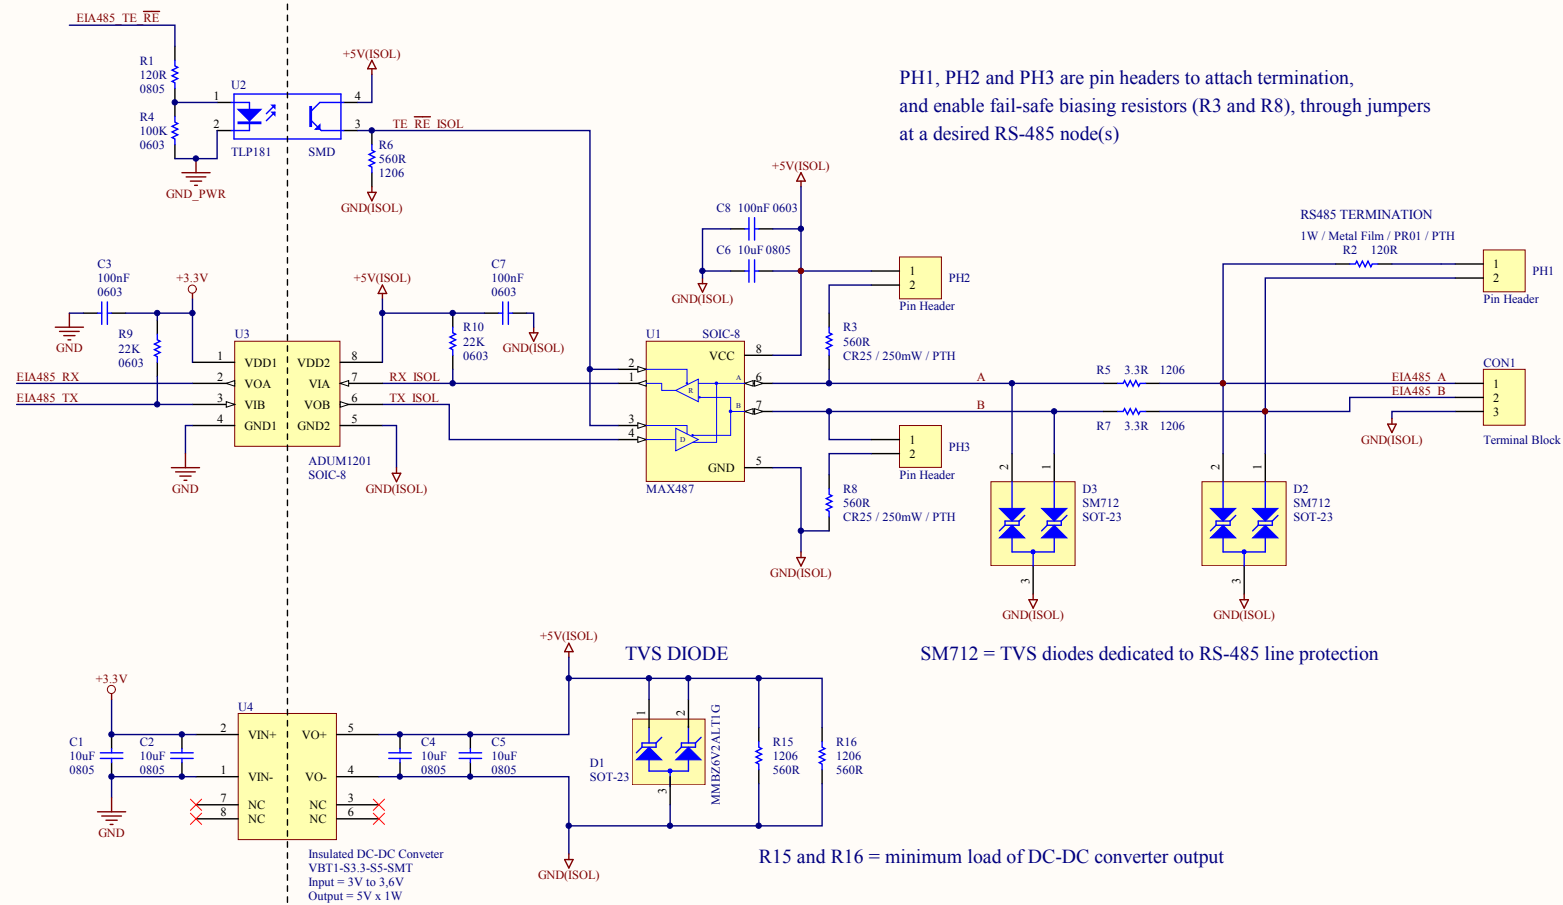 EIA485_TE_RE
R1
120R
0805
R4
100K
0603
GND_PWR
U2
1
2
4
3
TLP181
SMD
+5V(ISOL)
TE_RE_ISOL
R6
560R
1206
GND(ISOL)
PH1, PH2 and PH3 are pin headers to attach termination,
and enable fail-safe biasing resistors (R3 and R8), through jumpers
at a desired RS-485 node(s)
C3
100nF
0603
+3.3V
GND
R9
22K
0603
EIA485_RX
EIA485_TX
U3
1
2
3
4
VDD1
VOA
VIB
GND1
VDD2
VIA
VOB
GND2
8
7
6
5
ADUM1201
SOIC-8
GND
+5V(ISOL)
C7
100nF
0603
R10
22K
0603
GND(ISOL)
RX_ISOL
TX_ISOL
GND(ISOL)
+5V(ISOL)
C8 100nF 0603
C6 10uF 0805
GND(ISOL)
U1
SOIC-8
2
1
3
4
VCC
8
A
6
R
B
7
D
GND
5
MAX487
1
2
PH2
Pin Header
R3
560R
CR25 / 250mW / PTH
A
B
1
2
PH3
Pin Header
R8
560R
CR25 / 250mW / PTH
GND(ISOL)
RS485 TERMINATION
1W / Metal Film / PR01 / PTH
R2 120R
1
2
PH1
Pin Header
R5 3.3R 1206
R7 3.3R 1206
EIA485_A
EIA485_B
GND(ISOL)
CON1
1
2
3
Terminal Block
2
1
D3
SM712
SOT-23
3
GND(ISOL)
2
1
D2
SM712
SOT-23
3
GND(ISOL)
SM712 = TVS diodes dedicated to RS-485 line protection
+3.3V
C1
10uF
0805
C2
10uF
0805
GND
U4
2
1
7
8
VIN+
VIN-
NC
NC
VO+
VO-
NC
NC
5
4
3
6
Insulated DC-DC Conveter
VBT1-S3.3-S5-SMT
Input = 3V to 3,6V
Output = 5V x 1W
C4
10uF
0805
C5
10uF
0805
+5V(ISOL)
TVS DIODE
1
2
D1
SOT-23
3
MMBZ6V2ALT1G
R15
1206
560R
R16
1206
560R
GND(ISOL)
R15 and R16 = minimum load of DC-DC converter output